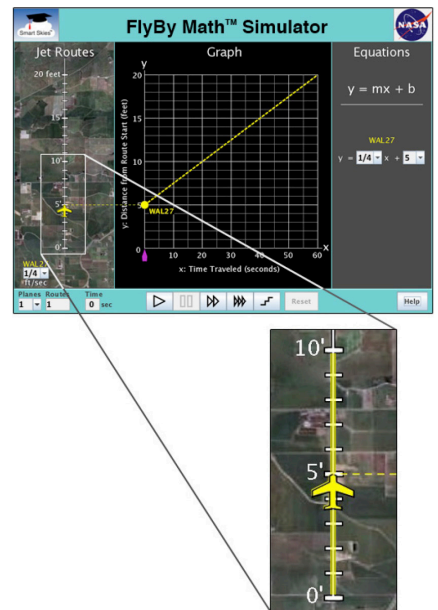 Smart Skies™
FlyBy Math™ Simulator
NASA
Jet Routes
20 feet
15'
10'
5'
0'
WAL27
1/4
ft/sec
Graph
y
20
15
10
5
0
10 20 30 40 50 60
x
WAL27
y: Distance from Route Start (feet)
x: Time Traveled (seconds)
Equations
y = mx + b
WAL27
y = 1/4 x + 5
Planes Routes Time
1 1 0 sec
Reset
Help
10'
5'
0'